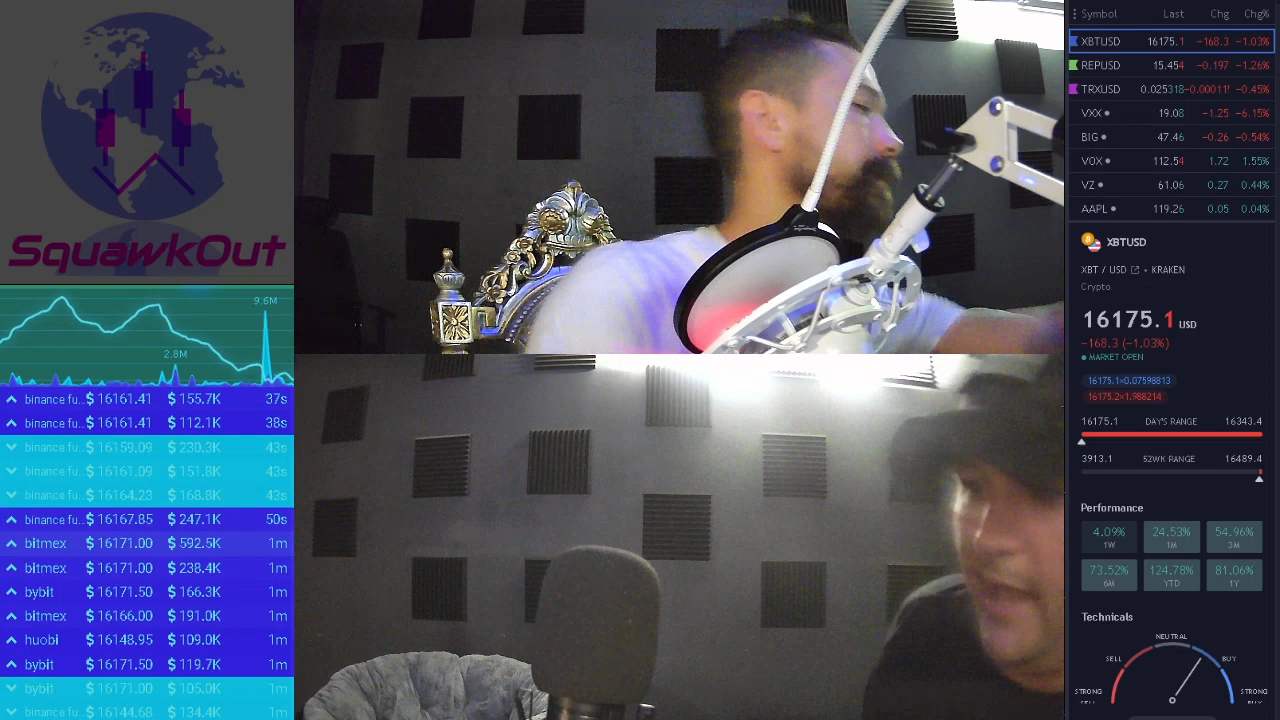 SquawkOut
9.6M
2.8M
binance fu.. $ 16161.41 $ 155.7K 37s
binance fu.. $ 16161.41 $ 112.1K 38s
binance fu.. $ 16159.09 $ 230.3K 43s
binance fu.. $ 16161.09 $ 151.8K 43s
binance fu.. $ 16164.23 $ 168.8K 43s
binance fu.. $ 16167.85 $ 247.1K 50s
bitmex $ 16171.00 $ 592.5K 1m
bitmex $ 16171.00 $ 238.4K 1m
bybit $ 16171.50 $ 166.3K 1m
bitmex $ 16166.00 $ 191.0K 1m
huobi $ 16148.95 $ 109.0K 1m
bybit $ 16171.50 $ 119.7K 1m
bybit $ 16171.00 $ 105.0K 1m
binance fu.. $ 16144.68 $ 134.4K 1m
Symbol Last Chg Chg%
XBTUSD 16175.1 −168.3 −1.03%
REPUSD 15.454 −0.197 −1.26%
TRXUSD 0.025318 −0.00011 −0.45%
VXX 19.08 −1.25 −6.15%
BIG 47.46 −0.26 −0.54%
VOX 112.54 1.72 1.55%
VZ 61.06 0.27 0.44%
AAPL 119.26 0.05 0.04%
XBTUSD
XBT / USD • KRAKEN
Crypto
16175.1 USD
−168.3 (−1.03%)
MARKET OPEN
16175.1×0.07598813
16175.2×1.988214
16175.1 DAY'S RANGE 16343.4
3913.1 52WK RANGE 16489.4
Performance
4.09% 24.53% 54.96%
1W 1M 3M
73.52% 124.78% 81.06%
6M YTD 1Y
Technicals
NEUTRAL
SELL BUY
STRONG STRONG